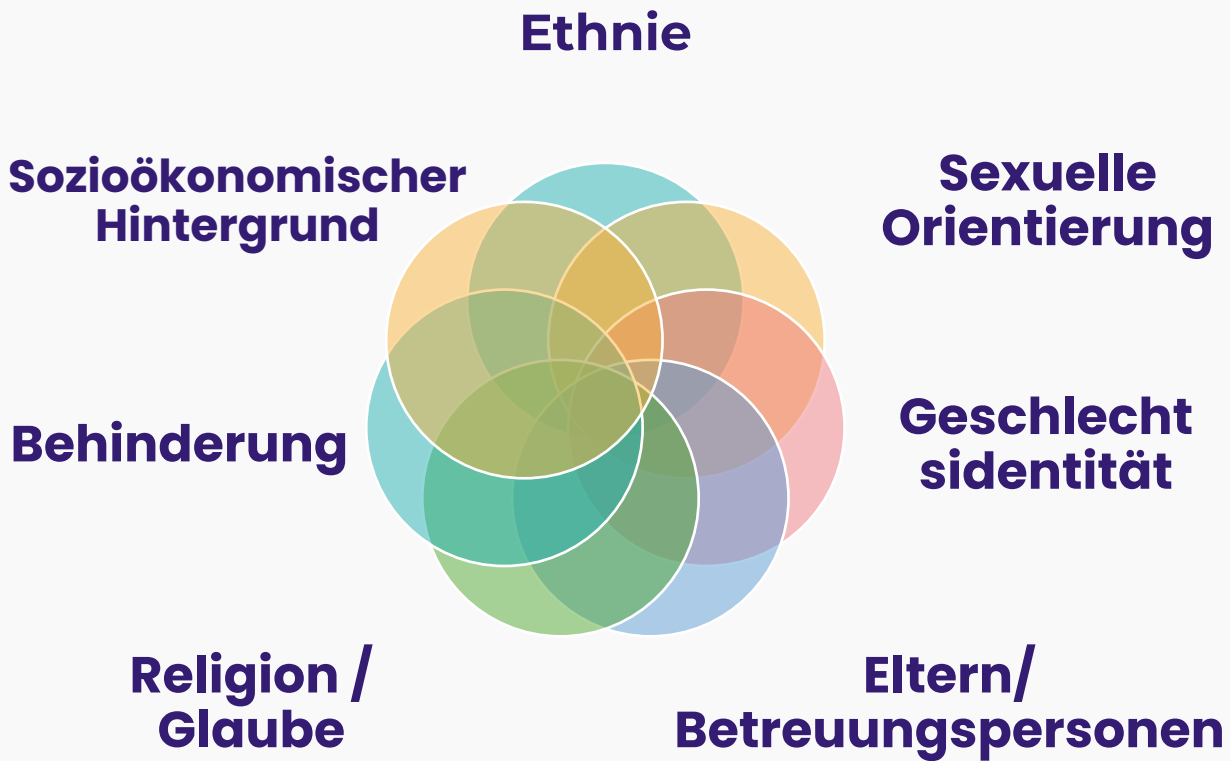 Ethnie
Sozioökonomischer
Hintergrund
Sexuelle
Orientierung
Behinderung
Geschlecht
sidentität
Religion /
Glaube
Eltern/
Betreuungspersonen